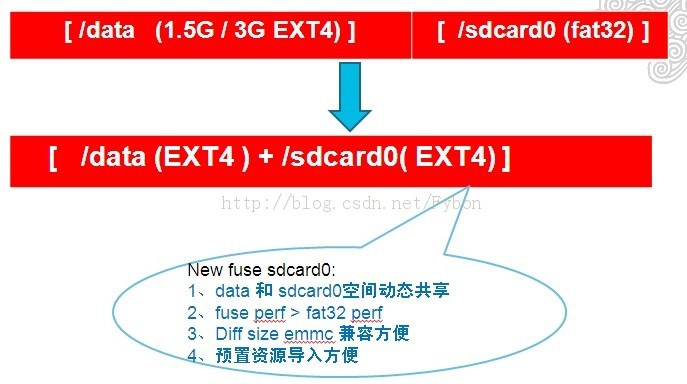 [ /data (1.5G / 3G EXT4) ] [ /sdcard0 (fat32) ]
[ /data (EXT4 ) + /sdcard0( EXT4) ]
http://blog.csdn.net/Fybon
New fuse sdcard0:
1、data 和 sdcard0空间动态共享
2、fuse perf > fat32 perf
3、Diff size emmc 兼容方便
4、预置资源导入方便